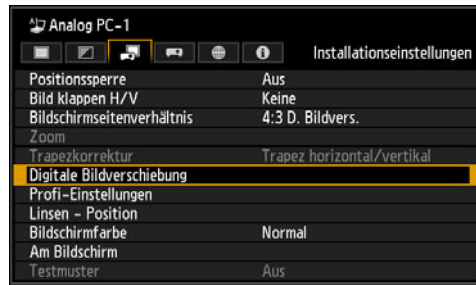 Analog PC-1
Installationseinstellungen
Positionssperre Aus
Bild klappen H/V Keine
Bildschirmseitenverhältnis 4:3 D. Bildvers.
Zoom
Trapezkorrektur Trapez horizontal/vertikal
Digitale Bildverschiebung
Profi-Einstellungen
Linsen - Position
Bildschirmfarbe Normal
Am Bildschirm
Testmuster Aus